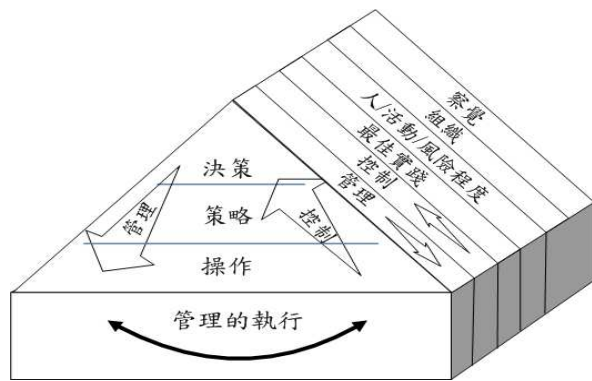 察覺
組織
人/活動/風險程度
最佳實踐
控制
管理
決策
管理
策略
控制
操作
管理的執行